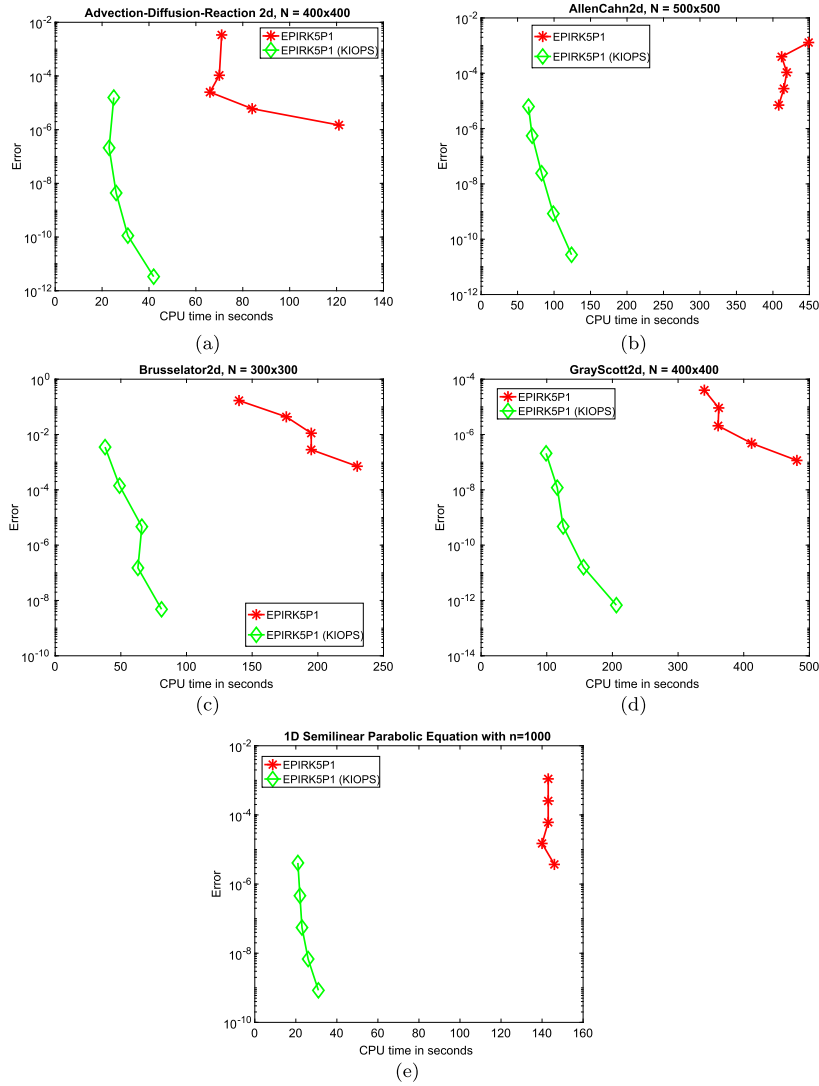 Advection-Diffusion-Reaction 2d, N = 400x400
10^-2
10^-4
10^-6
10^-8
10^-10
10^-12
Error
EPIRK5P1
EPIRK5P1 (KIOPS)
0 20 40 60 80 100 120 140
CPU time in seconds
(a)
AllenCahn2d, N = 500x500
10^-2
10^-4
10^-6
10^-8
10^-10
10^-12
Error
EPIRK5P1
EPIRK5P1 (KIOPS)
0 50 100 150 200 250 300 350 400 450
CPU time in seconds
(b)
Brusselator2d, N = 300x300
10^0
10^-2
10^-4
10^-6
10^-8
10^-10
Error
EPIRK5P1
EPIRK5P1 (KIOPS)
0 50 100 150 200 250
CPU time in seconds
(c)
GrayScott2d, N = 400x400
10^-4
10^-6
10^-8
10^-10
10^-12
10^-14
Error
EPIRK5P1
EPIRK5P1 (KIOPS)
0 100 200 300 400 500
CPU time in seconds
(d)
1D Semilinear Parabolic Equation with n=1000
10^-2
10^-4
10^-6
10^-8
10^-10
Error
EPIRK5P1
EPIRK5P1 (KIOPS)
0 20 40 60 80 100 120 140 160
CPU time in seconds
(e)